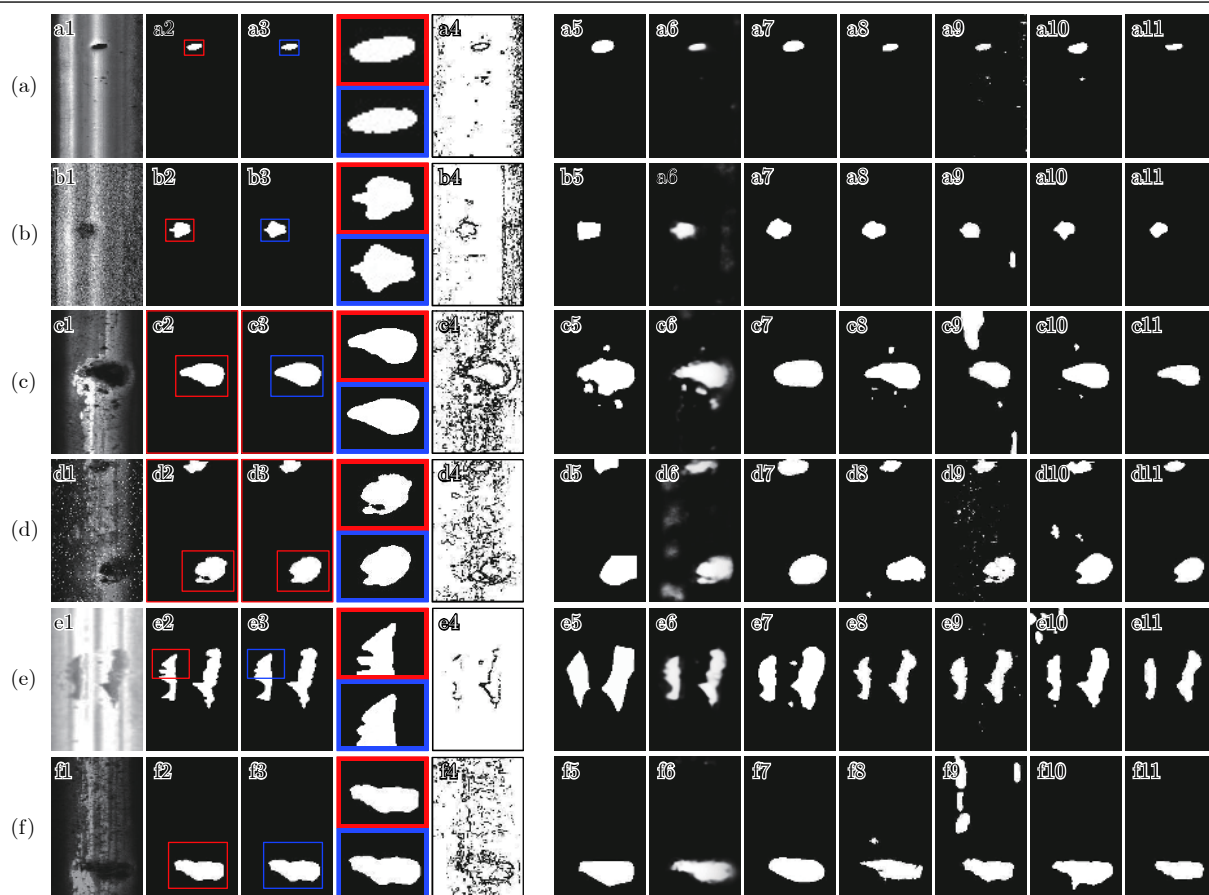 a1 a2 a3 a4 a5 a6 a7 a8 a9 a10 a11
(a)
b1 b2 b3 b4 b5 a6 a7 a8 a9 a10 a11
(b)
c1 c2 c3 c4 c5 c6 c7 c8 c9 c10 c11
(c)
d1 d2 d3 d4 d5 d6 d7 d8 d9 d10 d11
(d)
e1 e2 e3 e4 e5 e6 e7 e8 e9 e10 e11
(e)
f1 f2 f3 f4 f5 f6 f7 f8 f9 f10 f11
(f)